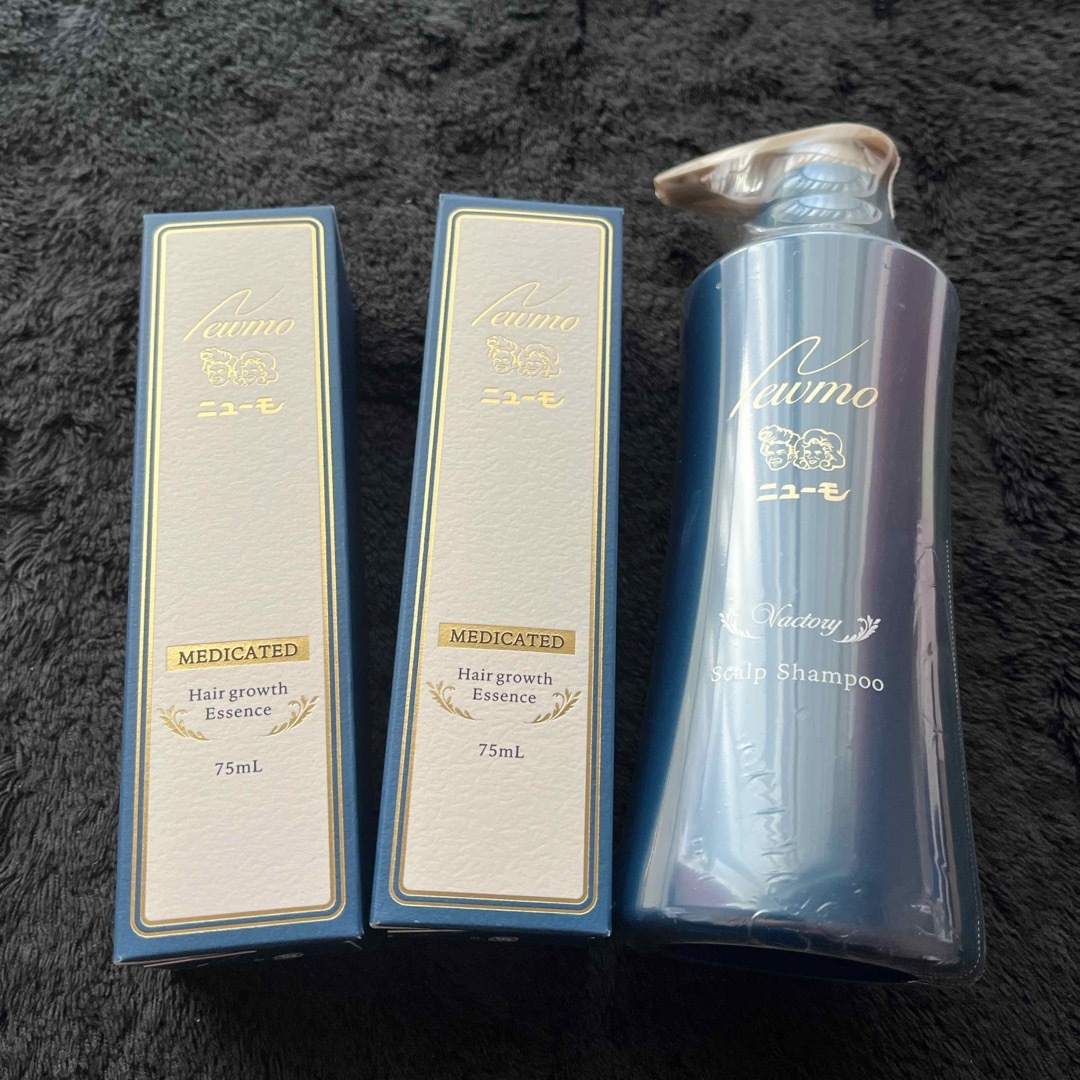 Newmo
ニューモ
MEDICATED
Hair growth
Essence
75mL
Newmo
ニューモ
MEDICATED
Hair growth
Essence
75mL
Newmo
ニューモ
Vactory
Scalp Shampoo